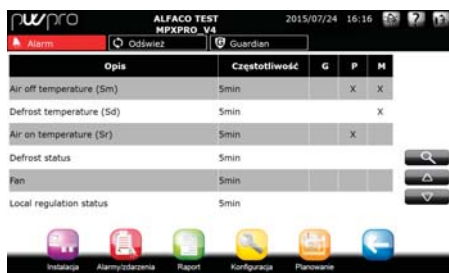 pwpro ALFACO TEST 2015/07/24 16:16
MPXPRO_V4
Alarm Odśwież Guardian
Opis Częstotliwość G P M
Air off temperature (Sm) 5min X X
Defrost temperature (Sd) 5min X
Air on temperature (Sr) 5min X
Defrost status 5min
Fan 5min
Local regulation status 5min
Instalacja Alarmy/zdarzenia Raport Konfiguracja Planowanie